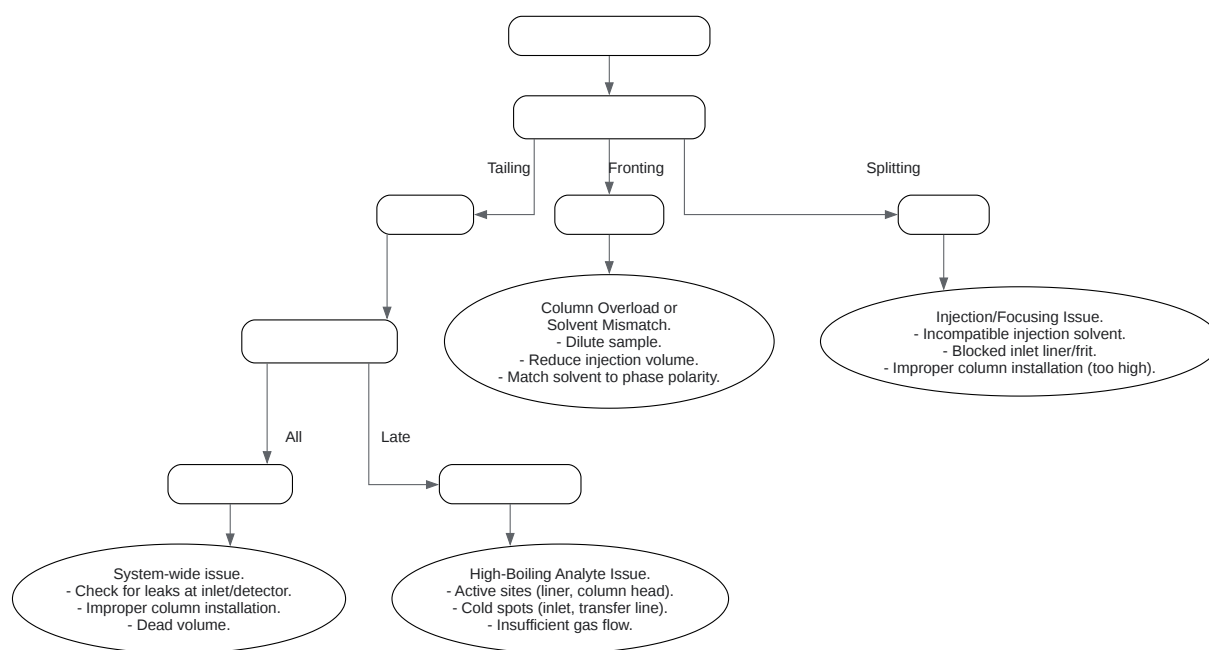 Tailing
Fronting
Splitting
Column Overload or
Solvent Mismatch.
- Dilute sample.
- Reduce injection volume.
- Match solvent to phase polarity.
Injection/Focusing Issue.
- Incompatible injection solvent.
- Blocked inlet liner/frit.
- Improper column installation (too high).
All
Late
System-wide issue.
- Check for leaks at inlet/detector.
- Improper column installation.
- Dead volume.
High-Boiling Analyte Issue.
- Active sites (liner, column head).
- Cold spots (inlet, transfer line).
- Insufficient gas flow.